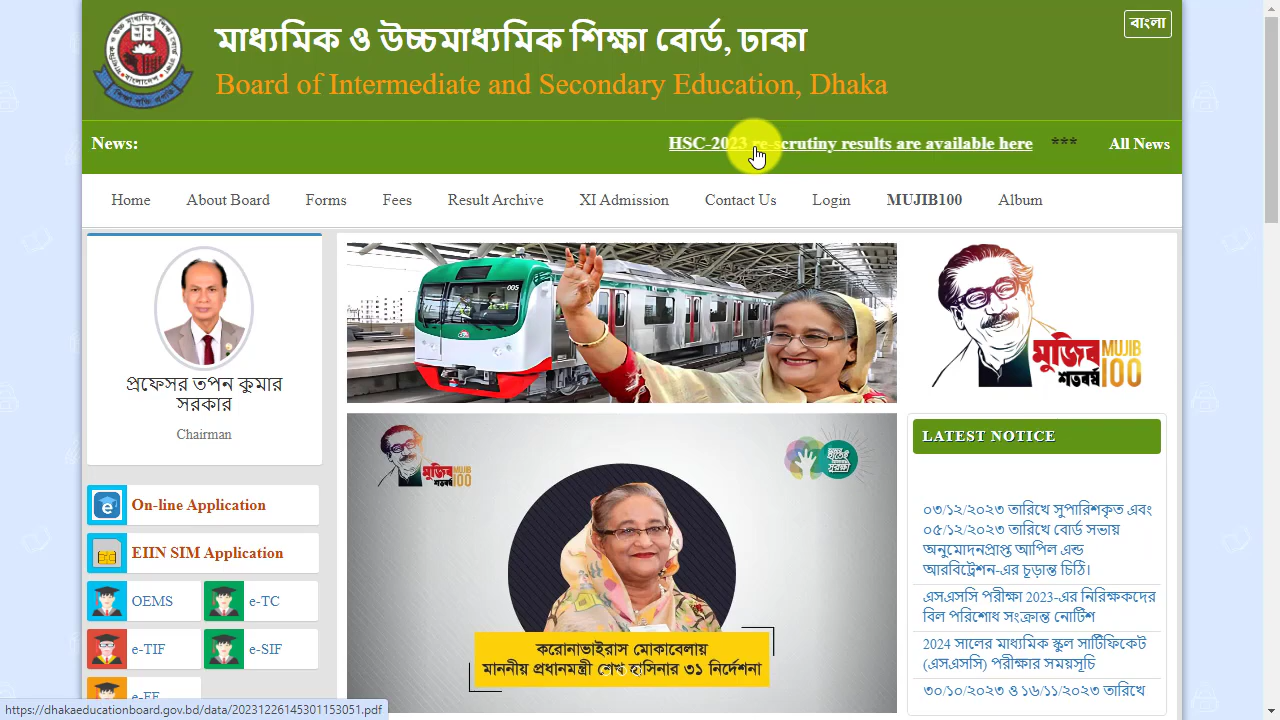 মাধ্যমিক ও উচ্চমাধ্যমিক শিক্ষা বোর্ড, ঢাকা
বাংলা
Board of Intermediate and Secondary Education, Dhaka
News:
HSC-2023 re-scrutiny results are available here
***
All News
Home
About Board
Forms
Fees
Result Archive
XI Admission
Contact Us
Login
MUJIB100
Album
005
মুজিব
শতবর্ষ
MUJIB
100
প্রফেসর তপন কুমার
সরকার
Chairman
On-line Application
EIIN SIM Application
OEMS
e-TC
e-TIF
e-SIF
e-FF
মুজিব
শতবর্ষ
MUJIB
100
করোনাভাইরাস মোকাবেলায়
মাননীয় প্রধানমন্ত্রী শেখ হাসিনার ৩১ নির্দেশনা
LATEST NOTICE
০৩/১২/২০২৩ তারিখে সুপারিশকৃত এবং
০৫/১২/২০২৩ তারিখে বোর্ড সভায়
অনুমোদনপ্রাপ্ত আপিল এন্ড
আরবিট্রেশন-এর চূড়ান্ত চিঠি।
এসএসসি পরীক্ষা 2023-এর নিরিক্ষকদের
বিল পরিশোধ সংক্রান্ত নোটিশ
2024 সালের মাধ্যমিক স্কুল সার্টিফিকেট
(এসএসসি) পরীক্ষার সময়সূচি
৩০/১০/২০২৩ ও ১৬/১১/২০২৩ তারিখে
https://dhakaeducationboard.gov.bd/data/20231226145301153051.pdf